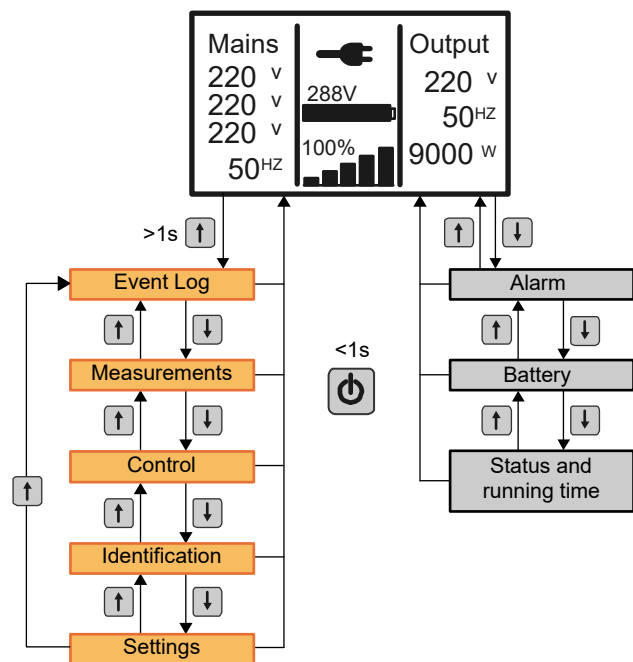 Mains
220 v
220 v
220 v
50HZ
288V
100%
Output
220 v
50HZ
9000 W
>1s
↑
↑
↓
Event Log
↑
↓
Measurements
↑
↓
Control
↑
↑
↓
Identification
↑
↓
Settings
<1s
Alarm
↑
↓
Battery
↑
↓
Status and
running time